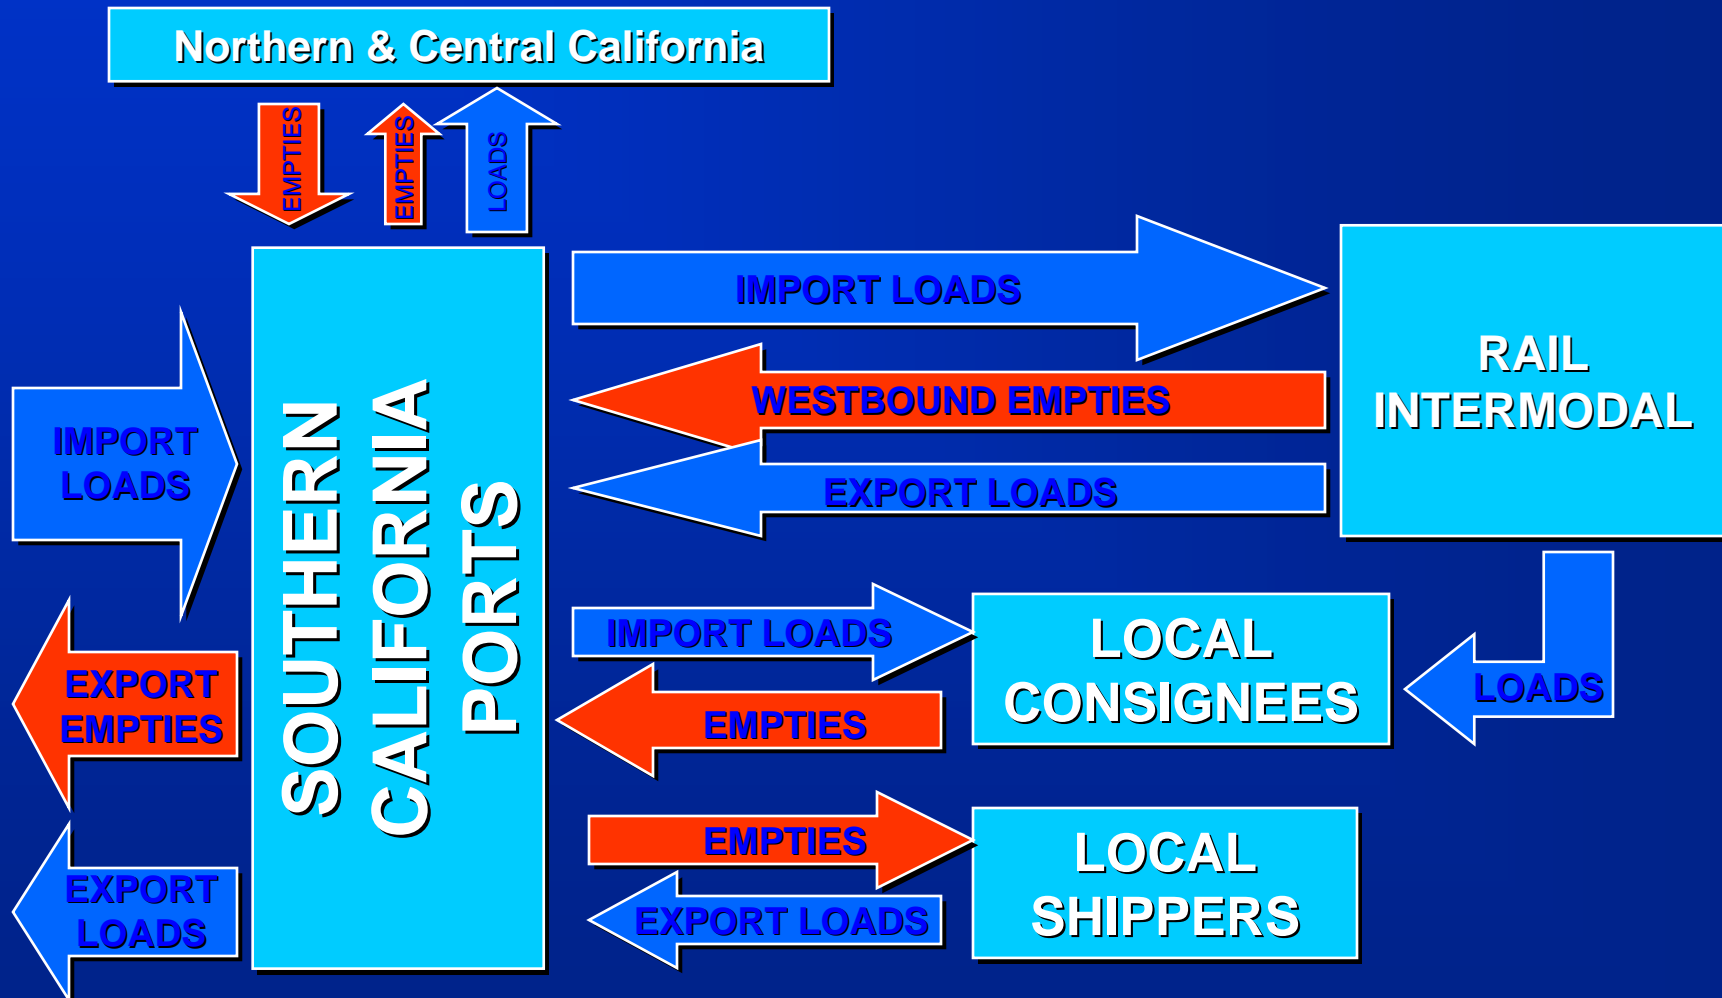 Northern & Central California
EMPTIES
EMPTIES
LOADS
IMPORT LOADS
RAIL
INTERMODAL
WESTBOUND EMPTIES
EXPORT LOADS
IMPORT
LOADS
SOUTHERN
CALIFORNIA
PORTS
IMPORT LOADS
LOCAL
CONSIGNEES
LOADS
EXPORT
EMPTIES
EMPTIES
EMPTIES
LOCAL
SHIPPERS
EXPORT
LOADS
EXPORT LOADS